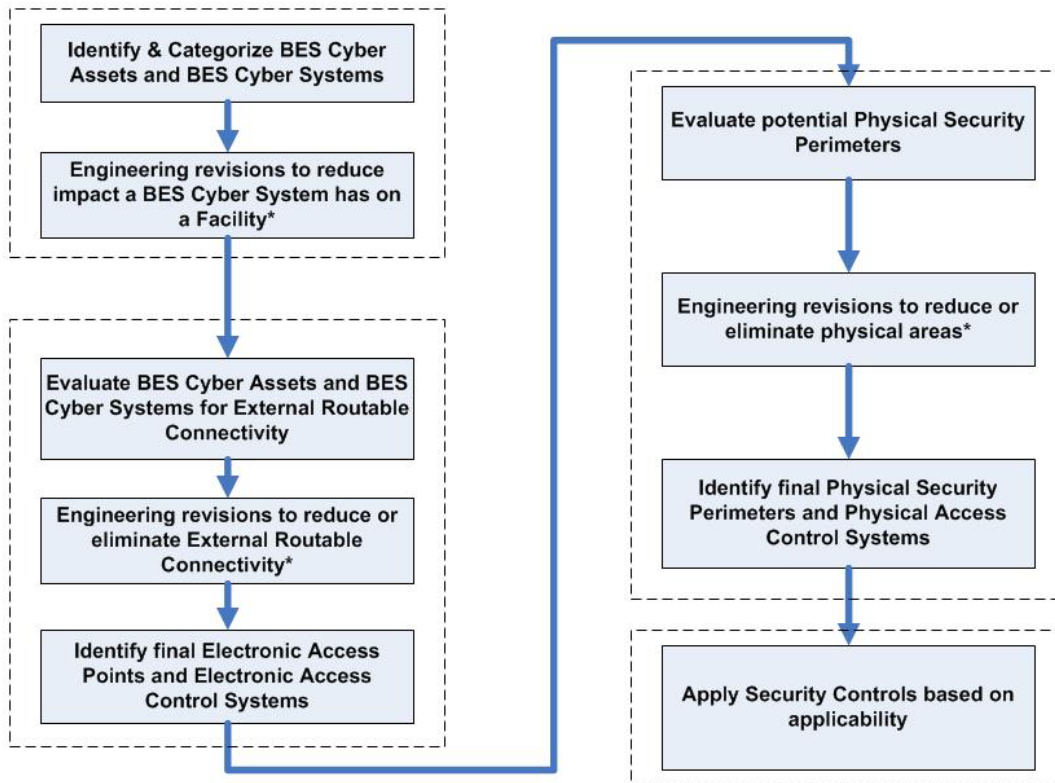 Identify & Categorize BES Cyber
Assets and BES Cyber Systems
Engineering revisions to reduce
impact a BES Cyber System has on
a Facility*
Evaluate BES Cyber Assets and BES
Cyber Systems for External Routable
Connectivity
Engineering revisions to reduce or
eliminate External Routable
Connectivity*
Identify final Electronic Access
Points and Electronic Access
Control Systems
Evaluate potential Physical Security
Perimeters
Engineering revisions to reduce or
eliminate physical areas*
Identify final Physical Security
Perimeters and Physical Access
Control Systems
Apply Security Controls based on
applicability